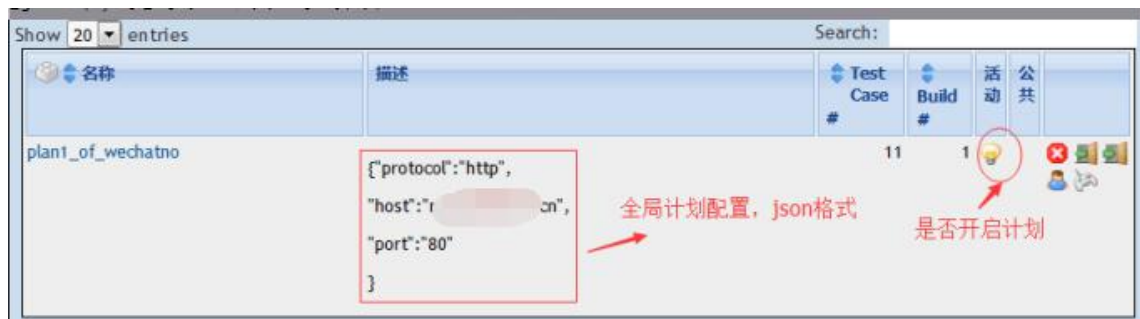 Show 20 entries
Search:
名称
描述
Test Case #
Build #
活动
公共
plan1_of_wechatno
{"protocol":"http",
"host":"r cn",
"port":"80"
}
11
1
全局计划配置，json格式
是否开启计划